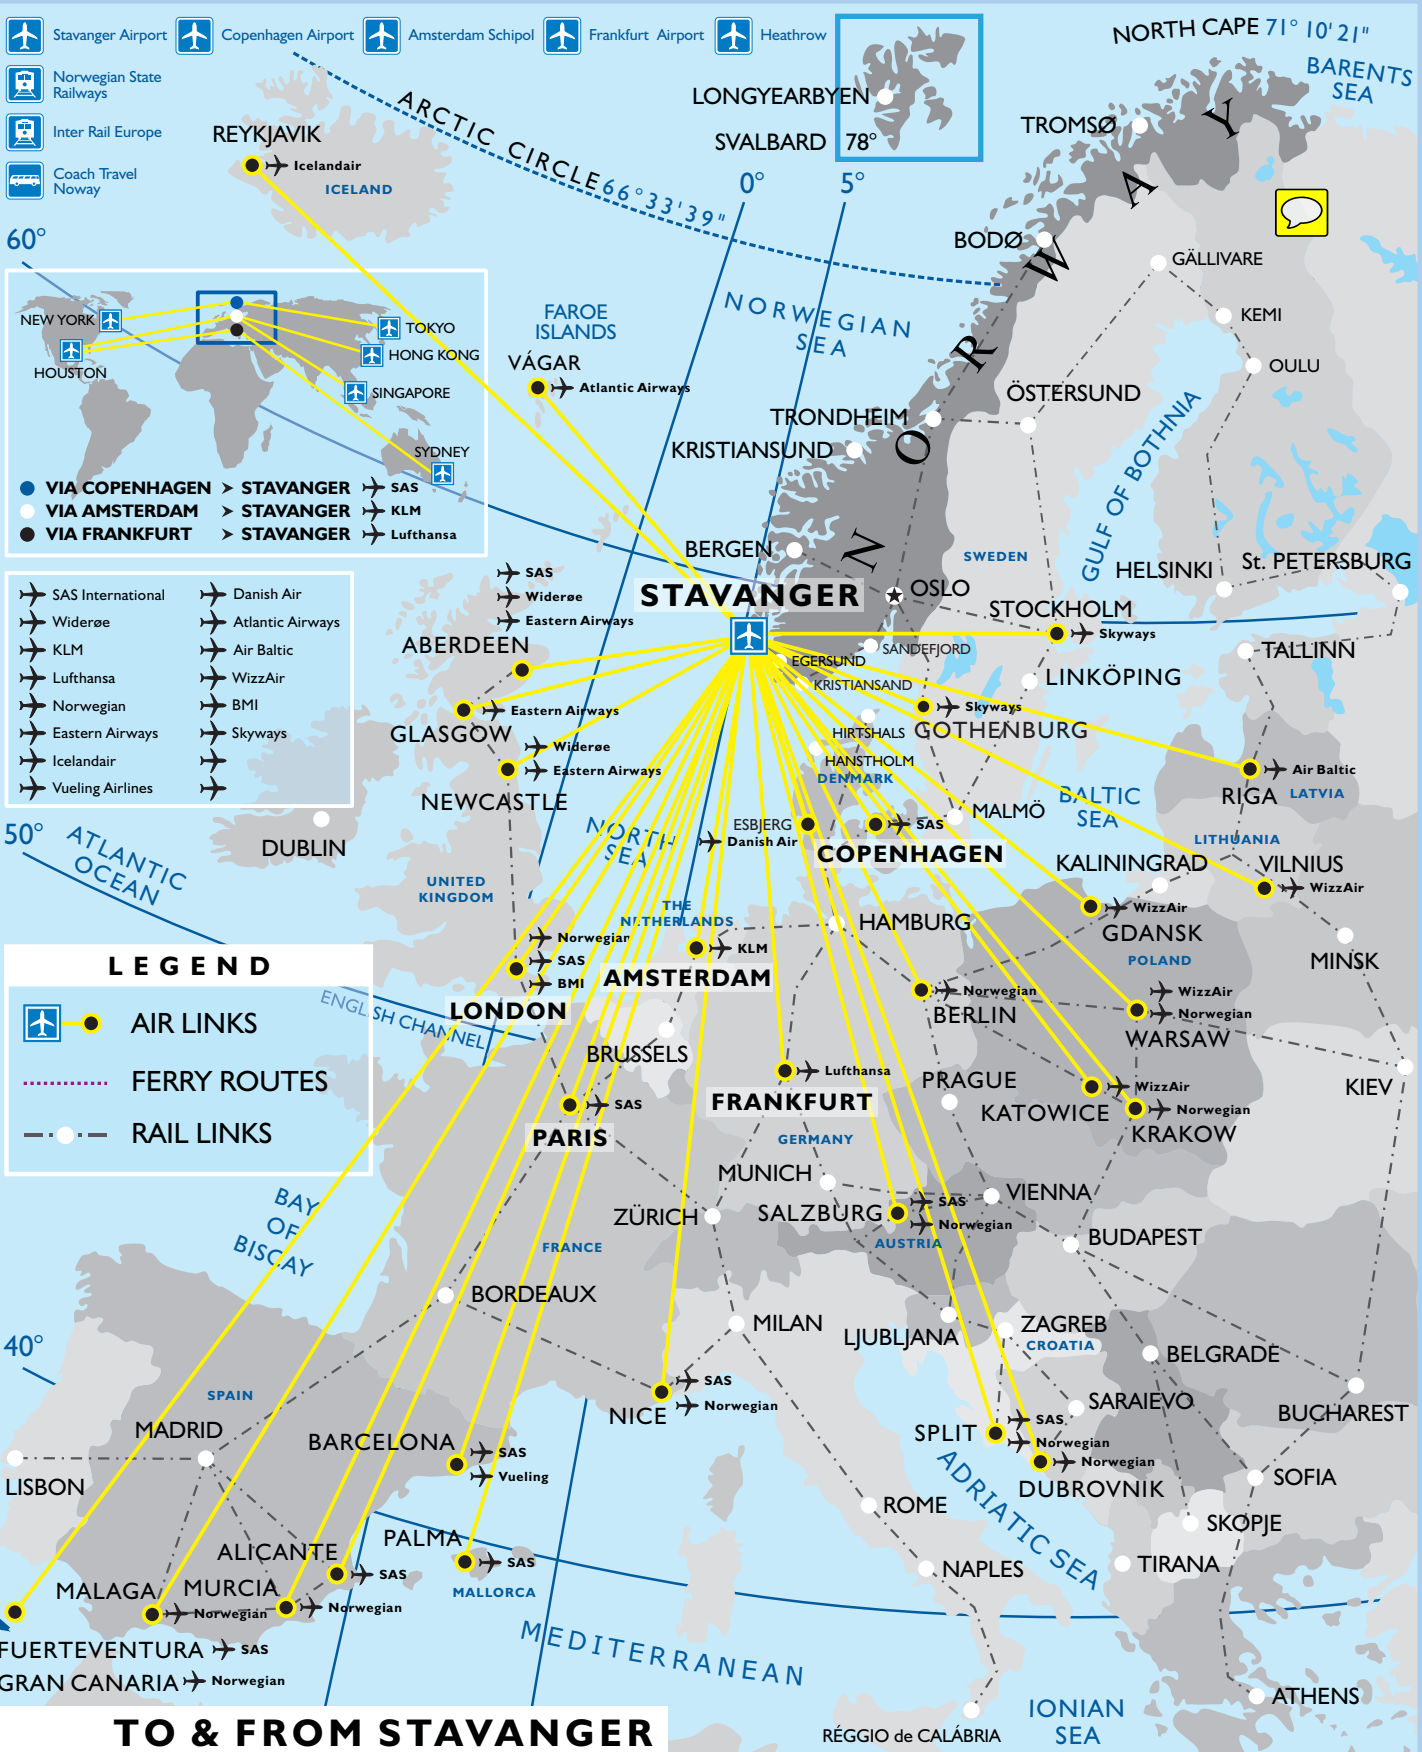 Stavanger Airport
Copenhagen Airport
Amsterdam Schipol
Frankfurt Airport
Heathrow
Norwegian State
Railways
Inter Rail Europe
Coach Travel
Noway
NORTH CAPE 71° 10' 21"
BARENTS
SEA
LONGYEARBYEN
SVALBARD 78°
ARCTIC CIRCLE 66°33'39"
0°
5°
REYKJAVIK
Icelandair
ICELAND
TROMSØ
BODØ
NORWAY
GÄLLIVARE
KEMI
OULU
60°
NEW YORK
HOUSTON
TOKYO
HONG KONG
SINGAPORE
SYDNEY
VIA COPENHAGEN > STAVANGER SAS
VIA AMSTERDAM > STAVANGER KLM
VIA FRANKFURT > STAVANGER Lufthansa
FAROE
ISLANDS
VÁGAR
Atlantic Airways
NORWEGIAN
SEA
TRONDHEIM
KRISTIANSUND
ÖSTERSUND
GULF OF BOTHNIA
BERGEN
SWEDEN
HELSINKI
St. PETERSBURG
STAVANGER
OSLO
STOCKHOLM
Skyways
SANDEFJORD
EGERSUND
KRISTIANSAND
TALLINN
LINKÖPING
SAS International
Widerøe
KLM
Lufthansa
Norwegian
Eastern Airways
Icelandair
Vueling Airlines
Danish Air
Atlantic Airways
Air Baltic
WizzAir
BMI
Skyways
SAS
Widerøe
Eastern Airways
ABERDEEN
Eastern Airways
GLASGOW
Widerøe
Eastern Airways
NEWCASTLE
Skyways
GOTHENBURG
HIRTSHALS
HANSTHOLM
DENMARK
Air Baltic
RIGA
LATVIA
BALTIC
SEA
MALMÖ
ESBJERG
Danish Air
SAS
COPENHAGEN
NORTH
SEA
DUBLIN
50°
ATLANTIC
OCEAN
UNITED
KINGDOM
LITHUANIA
KALININGRAD
VILNIUS
WizzAir
WizzAir
GDANSK
POLAND
MINSK
THE
NETHERLANDS
HAMBURG
KLM
AMSTERDAM
Norwegian
SAS
BMI
LONDON
ENGLISH CHANNEL
LEGEND
AIR LINKS
FERRY ROUTES
RAIL LINKS
Norwegian
BERLIN
WizzAir
Norwegian
WARSAW
BRUSSELS
Lufthansa
FRANKFURT
PRAGUE
WizzAir
KATOWICE
Norwegian
KRAKOW
KIEV
SAS
PARIS
GERMANY
MUNICH
SALZBURG
SAS
Norwegian
AUSTRIA
VIENNA
BUDAPEST
ZÜRICH
BAY
OF
BISCAY
FRANCE
BORDEAUX
MILAN
LJUBLJANA
ZAGREB
CROATIA
BELGRADE
40°
SPAIN
SAS
Norwegian
NICE
SARAIEVO
BUCHAREST
MADRID
BARCELONA
SAS
Vueling
SPLIT
SAS
Norwegian
Norwegian
DUBROVNIK
LISBON
SOFIA
ADRIATIC SEA
ROME
SKOPJE
PALMA
SAS
MALLORCA
ALICANTE
SAS
NAPLES
TIRANA
MALAGA
Norwegian
MURCIA
Norwegian
FUERTEVENTURA SAS
GRAN CANARIA Norwegian
MEDITERRANEAN
IONIAN
SEA
ATHENS
RÉGGIO de CALÁBRIA
TO & FROM STAVANGER